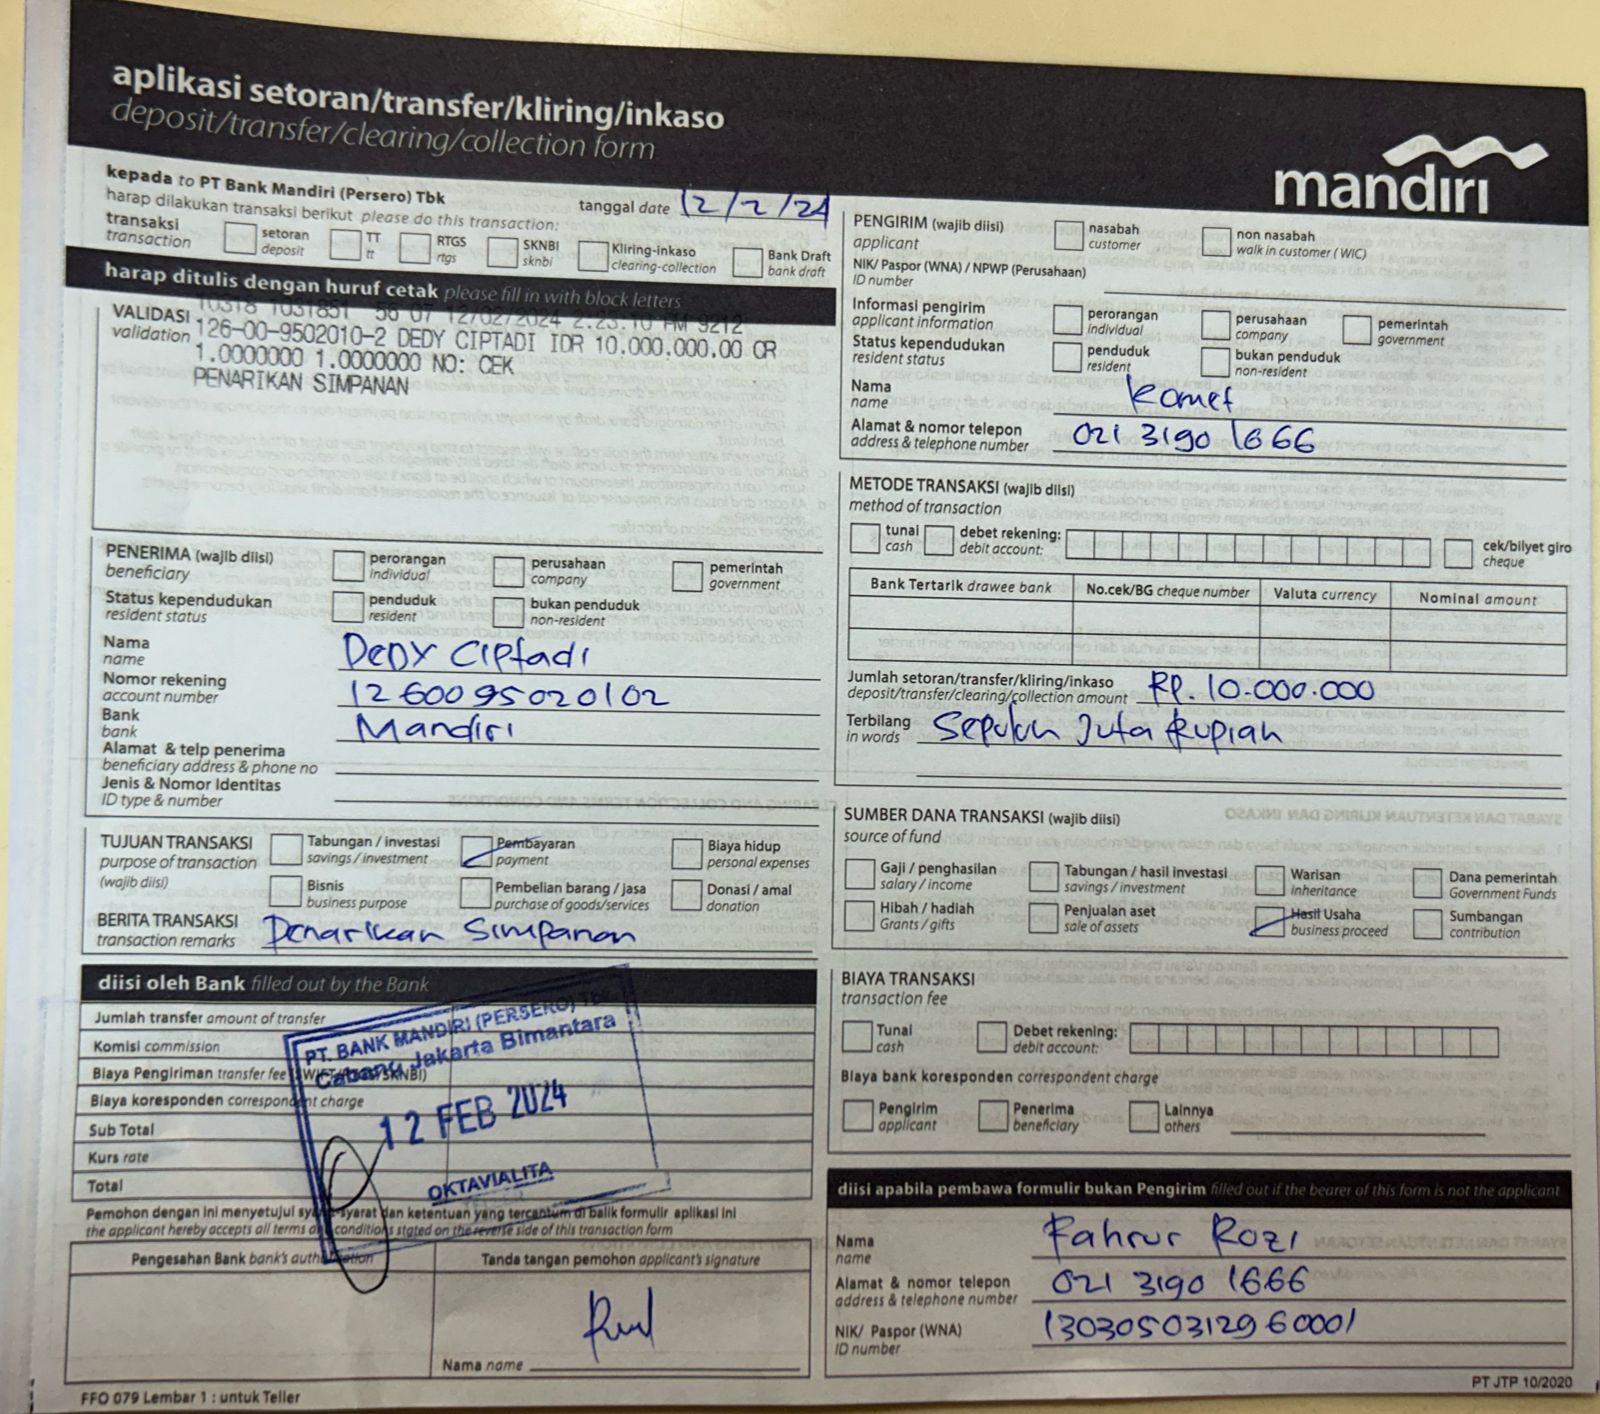 aplikasi setoran/transfer/kliring/inkaso
deposit/transfer/clearing/collection form
mandiri
kepada to PT Bank Mandiri (Persero) Tbk
harap dilakukan transaksi berikut please do this transaction:
tanggal date 12/2/24
transaksi
transaction
setoran
deposit
TT
tt
RTGS
rtgs
SKNBI
sknbi
Kliring-inkaso
clearing-collection
Bank Draft
bank draft
harap ditulis dengan huruf cetak please fill in with block letters
VALIDASI
validation
12/02/2024 2:23:10 PM 9212
126-00-9502010-2 DEDY CIPTADI IDR 10.000.000,00 CR
1.0000000 1.0000000 NO: CEK
PENARIKAN SIMPANAN
PENERIMA (wajib diisi)
beneficiary
perorangan
individual
perusahaan
company
pemerintah
government
Status kependudukan
resident status
penduduk
resident
bukan penduduk
non-resident
Nama
name
DEDY CIPtadi
Nomor rekening
account number
1260095020102
Bank
bank
Mandiri
Alamat & telp penerima
beneficiary address & phone no
Jenis & Nomor Identitas
ID type & number
TUJUAN TRANSAKSI
purpose of transaction
(wajib diisi)
Tabungan / investasi
savings / investment
Pembayaran
payment
Biaya hidup
personal expenses
Bisnis
business purpose
Pembelian barang / jasa
purchase of goods/services
Donasi / amal
donation
BERITA TRANSAKSI
transaction remarks
Penarikan Simpanan
diisi oleh Bank filled out by the Bank
Jumlah transfer amount of transfer
Komisi commission
Biaya Pengiriman transfer fee
Biaya koresponden correspondent charge
Sub Total
Kurs rate
Total
PT. BANK MANDIRI (PERSERO)
Cabang Jakarta Bimantara
12 FEB 2024
OKTAVIALITA
Pemohon dengan ini menyetujui syarat-syarat dan ketentuan yang tercantum di balik formulir aplikasi ini
the applicant hereby accepts all terms and conditions stated on the reverse side of this transaction form
Pengesahan Bank bank's authorization
Tanda tangan pemohon applicant's signature
Nama name
FFO 079 Lembar 1 : untuk Teller
PENGIRIM (wajib diisi)
applicant
nasabah
customer
non nasabah
walk in customer (WIC)
NIK/ Paspor (WNA) / NPWP (Perusahaan)
ID number
Informasi pengirim
applicant information
perorangan
individual
perusahaan
company
pemerintah
government
Status kependudukan
resident status
penduduk
resident
bukan penduduk
non-resident
Nama
name
Komet
Alamat & nomor telepon
address & telephone number
021 3190 1666
METODE TRANSAKSI (wajib diisi)
method of transaction
tunai
cash
debet rekening:
debit account:
cek/bilyet giro
cheque
Bank Tertarik drawee bank
No.cek/BG cheque number
Valuta currency
Nominal amount
Jumlah setoran/transfer/kliring/inkaso
deposit/transfer/clearing/collection amount
RP. 10.000.000
Terbilang
in words
Sepuluh Juta Rupiah
SUMBER DANA TRANSAKSI (wajib diisi)
source of fund
Gaji / penghasilan
salary / income
Tabungan / hasil investasi
savings / investment
Warisan
inheritance
Dana pemerintah
Government Funds
Hibah / hadiah
Grants / gifts
Penjualan aset
sale of assets
Hasil Usaha
business proceed
Sumbangan
contribution
BIAYA TRANSAKSI
transaction fee
Tunai
cash
Debet rekening:
debit account:
Biaya bank koresponden correspondent charge
Pengirim
applicant
Penerima
beneficiary
Lainnya
others
diisi apabila pembawa formulir bukan Pengirim filled out if the bearer of this form is not the applicant
Nama
name
Fahrur Rozi
Alamat & nomor telepon
address & telephone number
021 3190 1666
NIK/ Paspor (WNA)
ID number
1303050312960001
PT JTP 10/2020